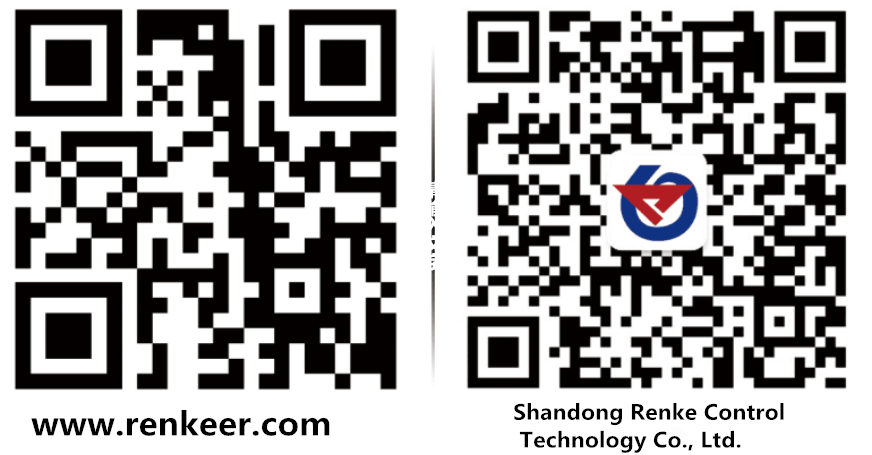 www.renkeer.com
Shandong Renke Control
Technology Co., Ltd.